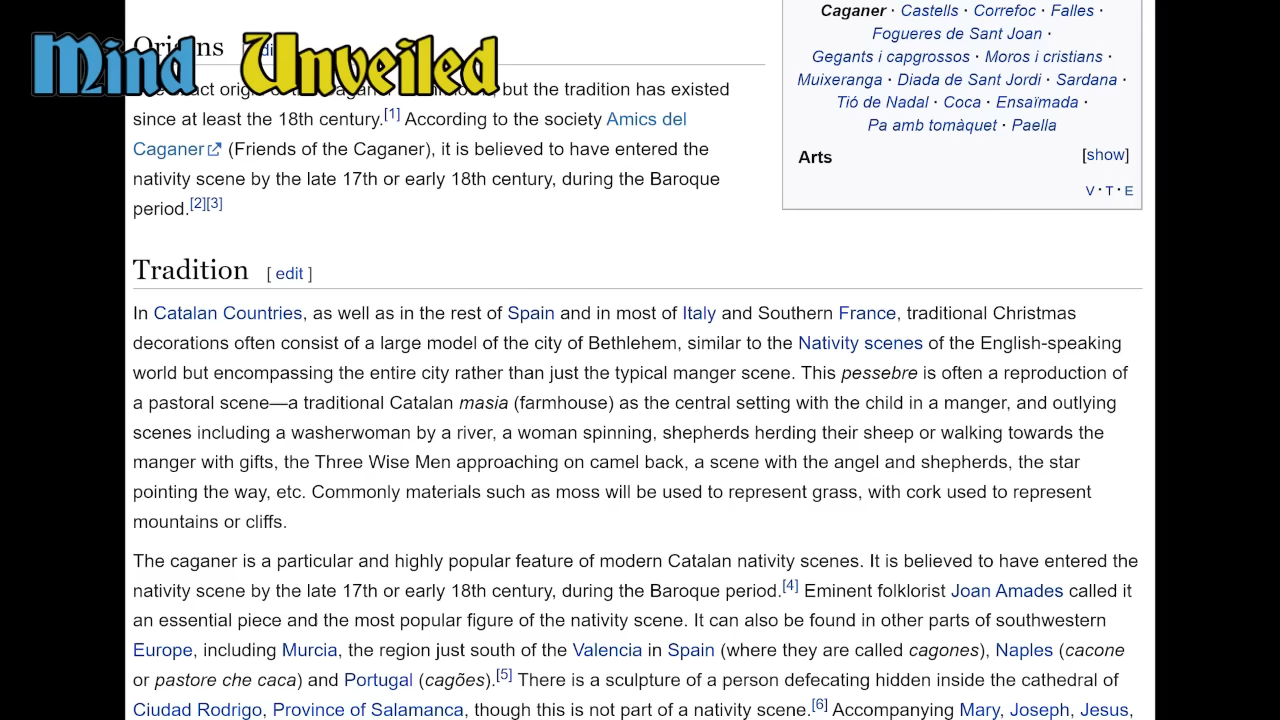 Mind Unveiled
Origins
but the tradition has existed
since at least the 18th century.[1] According to the society Amics del
Caganer (Friends of the Caganer), it is believed to have entered the
nativity scene by the late 17th or early 18th century, during the Baroque
period.[2][3]
Caganer · Castells · Correfoc · Falles ·
Fogueres de Sant Joan ·
Gegants i capgrossos · Moros i cristians ·
Muixeranga · Diada de Sant Jordi · Sardana ·
Tió de Nadal · Coca · Ensaïmada ·
Pa amb tomàquet · Paella
Arts [show]
V · T · E
Tradition [ edit ]
In Catalan Countries, as well as in the rest of Spain and in most of Italy and Southern France, traditional Christmas
decorations often consist of a large model of the city of Bethlehem, similar to the Nativity scenes of the English-speaking
world but encompassing the entire city rather than just the typical manger scene. This pessebre is often a reproduction of
a pastoral scene—a traditional Catalan masia (farmhouse) as the central setting with the child in a manger, and outlying
scenes including a washerwoman by a river, a woman spinning, shepherds herding their sheep or walking towards the
manger with gifts, the Three Wise Men approaching on camel back, a scene with the angel and shepherds, the star
pointing the way, etc. Commonly materials such as moss will be used to represent grass, with cork used to represent
mountains or cliffs.
The caganer is a particular and highly popular feature of modern Catalan nativity scenes. It is believed to have entered the
nativity scene by the late 17th or early 18th century, during the Baroque period.[4] Eminent folklorist Joan Amades called it
an essential piece and the most popular figure of the nativity scene. It can also be found in other parts of southwestern
Europe, including Murcia, the region just south of the Valencia in Spain (where they are called cagones), Naples (cacone
or pastore che caca) and Portugal (cagões).[5] There is a sculpture of a person defecating hidden inside the cathedral of
Ciudad Rodrigo, Province of Salamanca, though this is not part of a nativity scene.[6] Accompanying Mary, Joseph, Jesus,